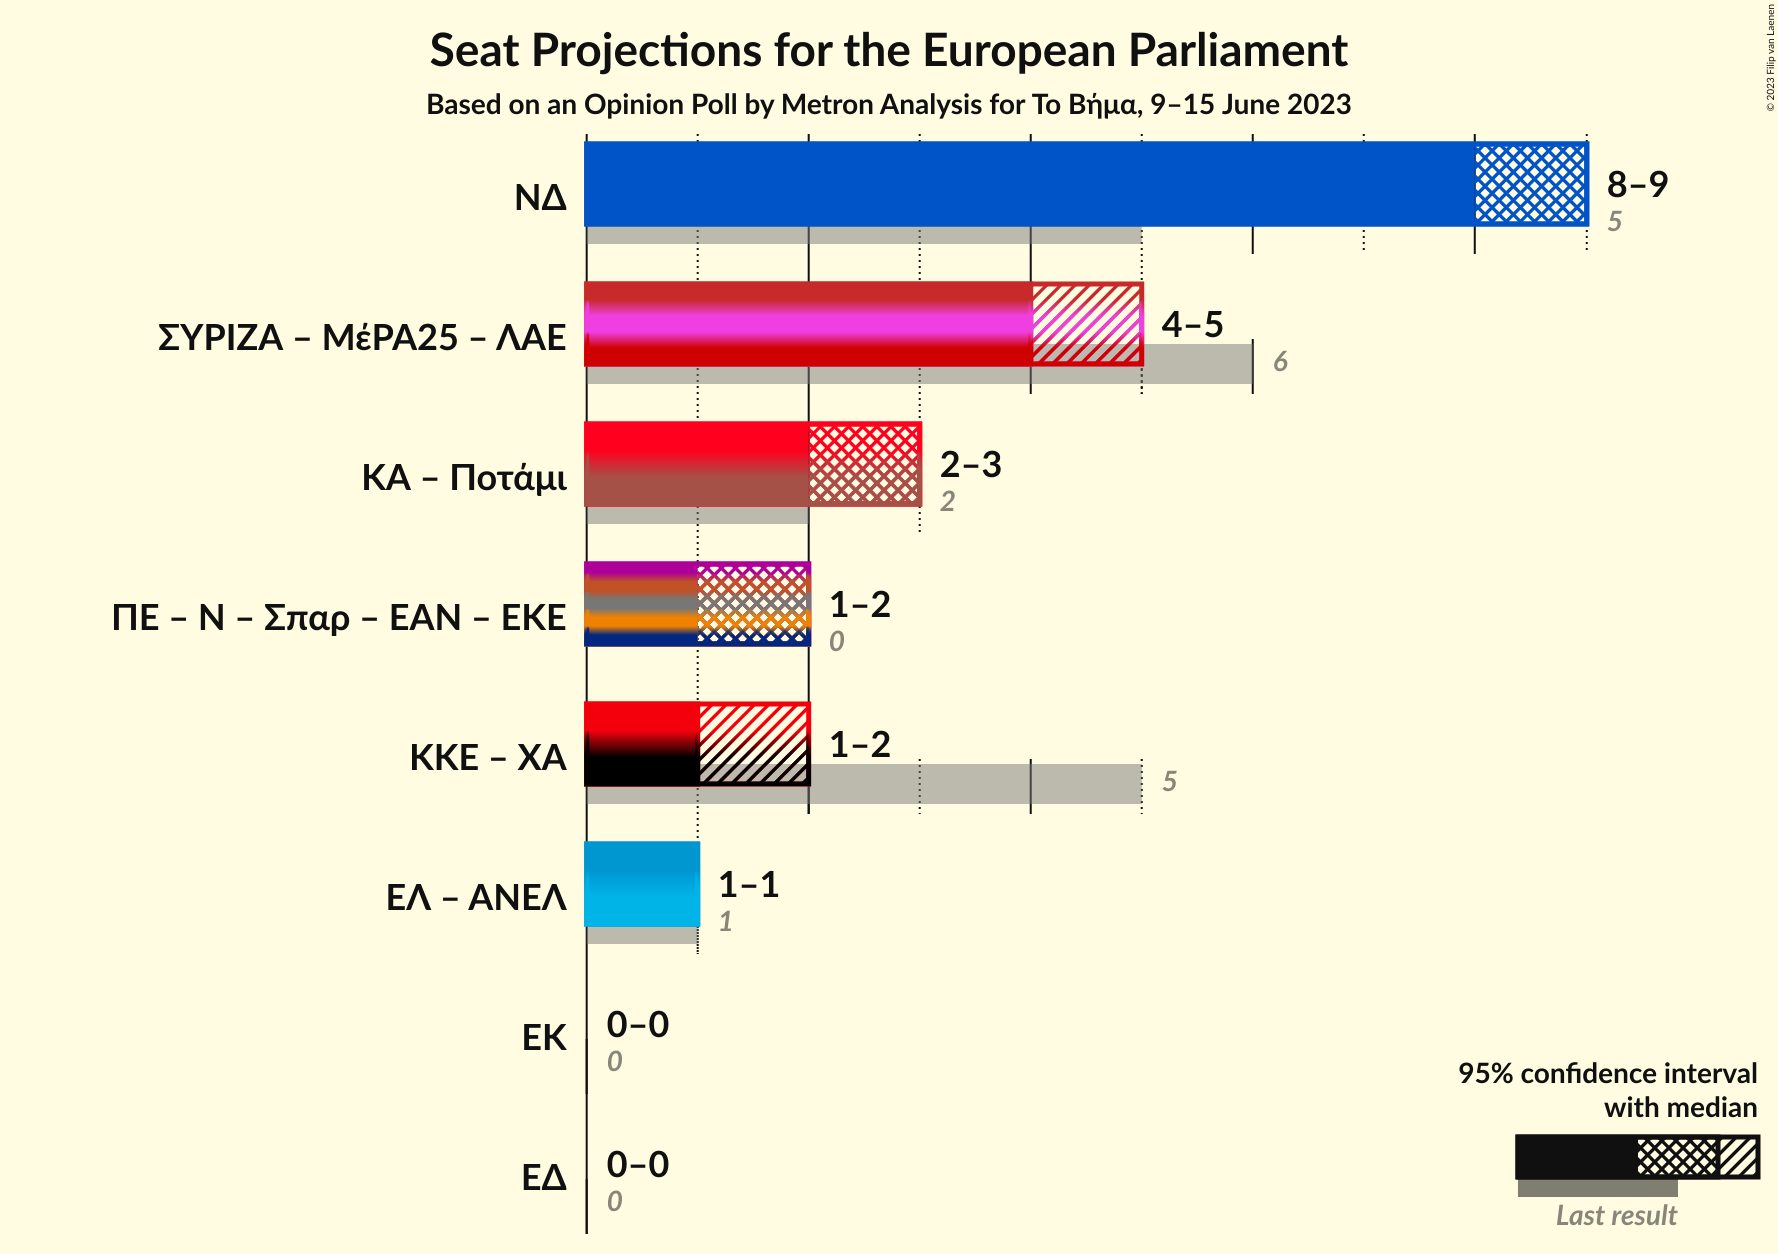 Seat Projections for the European Parliament
Based on an Opinion Poll by Metron Analysis for Το Βήμα, 9–15 June 2023
© 2023 Filip van Laenen
ΝΔ
8–9
5
ΣΥΡΙΖΑ – ΜέΡΑ25 – ΛΑΕ
4–5
6
ΚΑ – Ποτάμι
2–3
2
ΠΕ – Ν – Σπαρ – ΕΑΝ – ΕΚΕ
1–2
0
ΚΚΕ – ΧΑ
1–2
5
ΕΛ – ΑΝΕΛ
1–1
1
ΕΚ
0–0
0
ΕΔ
0–0
0
95% confidence interval
with median
Last result